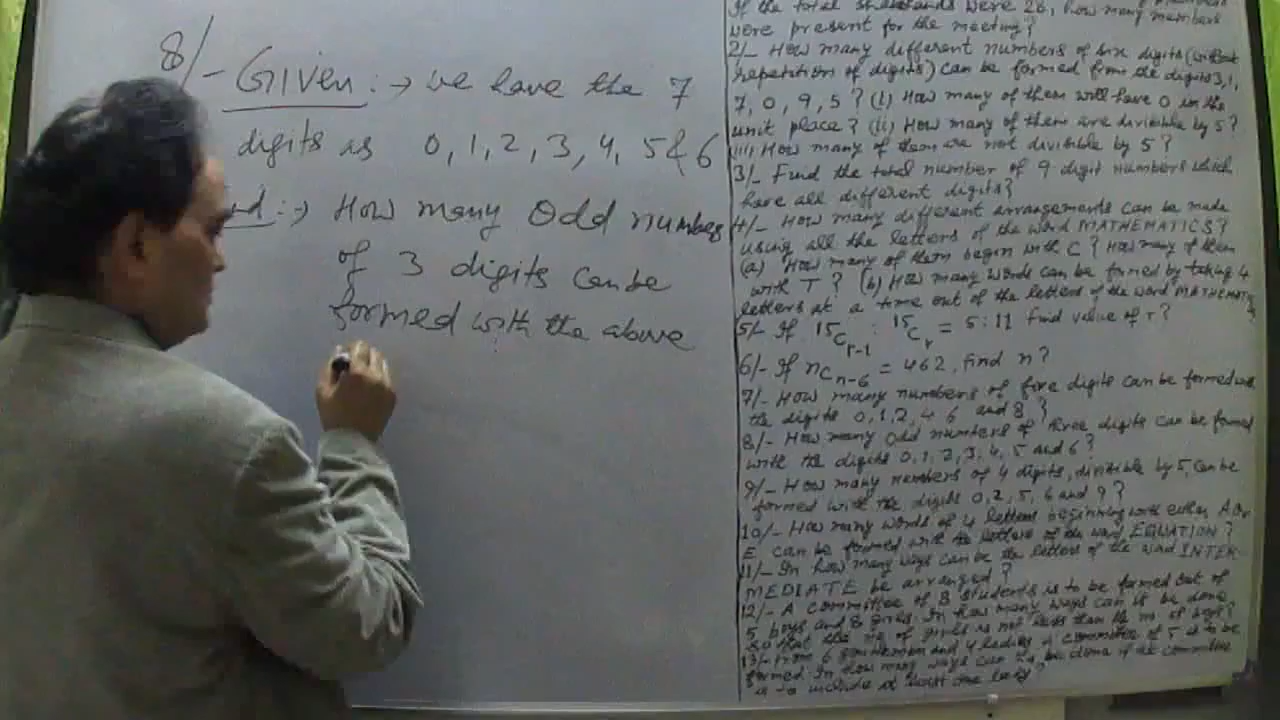 8/- Given :→ we have the 7
digits as 0, 1, 2, 3, 4, 5 & 6
:→ How many Odd number
of 3 digits can be
formed with the above
If the total were 28, how many members
were present for the meeting?
2/- How many different numbers of six digits (without
repetition of digits) can be formed from the digits 3, 1,
7, 0, 9, 5? (i) How many of them will have 0 in the
unit place? (ii) How many of them are divisible by 5?
(iii) How many of them are not divisible by 5?
3/- Find the total number of 9 digit numbers which
have all different digits?
4/- How many different arrangements can be made
using all the letters of the word MATHEMATICS?
(a) How many of them begin with C? How many of them
with T? (b) How many words can be formed by taking 4
letters at a time out of the letters of the word MATHEMATI
5/- If 15Cr-1 : 15Cr = 5:11 Find value of r?
6/- If nCn-6 = 462, Find n?
7/- How many numbers of five digits can be formed with
the digits 0, 1, 2, 4 6 and 8?
8/- How many Odd numbers of three digits can be formed
with the digits 0, 1, 2, 3, 4, 5 and 6?
9/- How many numbers of 4 digits, divisible by 5, can be
formed with the digits 0, 2, 5, 6 and 9?
10/- How many words of 4 letters beginning with either A Or
E can be formed with the letters of the word EQUATION?
11/- In how many ways can be the letters of the word INTER-
MEDIATE be arranged?
12/- A committee of 8 students is to be formed out of
5 boys and 8 girls. In how many ways can it be done
so that the no. of girls is not less than the no. of boys?
13/- From 6 gentlemen and 4 ladies, a committee of 5 is to be
formed. In how many ways can be done if the committee
is to include at least one lady?